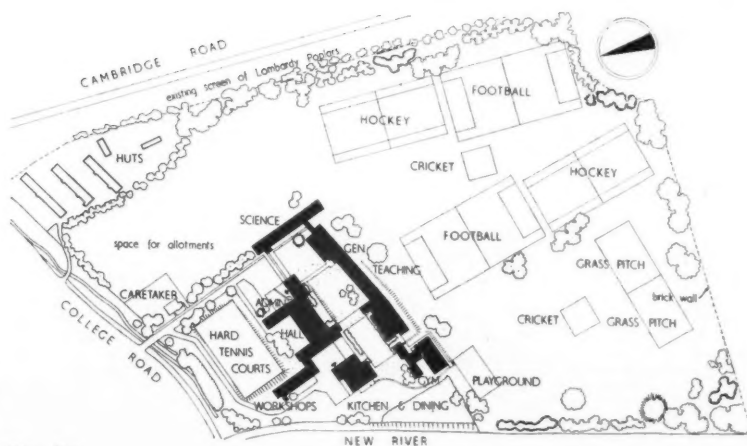 CAMBRIDGE ROAD
existing screen of Lombardy Poplars
FOOTBALL
HOCKEY
HUTS
CRICKET
HOCKEY
SCIENCE
space for allotments
GEN
FOOTBALL
TEACHING
GRASS PITCH
CARETAKER
ADMIN
brick wall
COLLEGE ROAD
HARD
TENNIS
COURTS
HALL
CRICKET
GRASS PITCH
GYM
PLAYGROUND
WORKSHOPS
KITCHEN & DINING
NEW RIVER